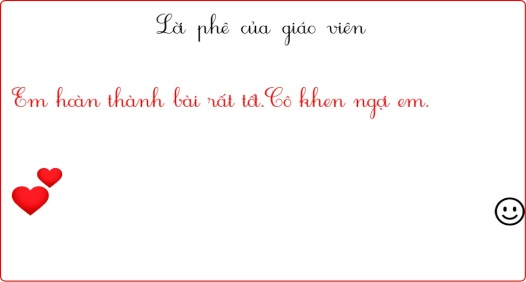 Lời phê của giáo viên
Em hoàn thành bài rất tốt.Cô khen ngợi em.